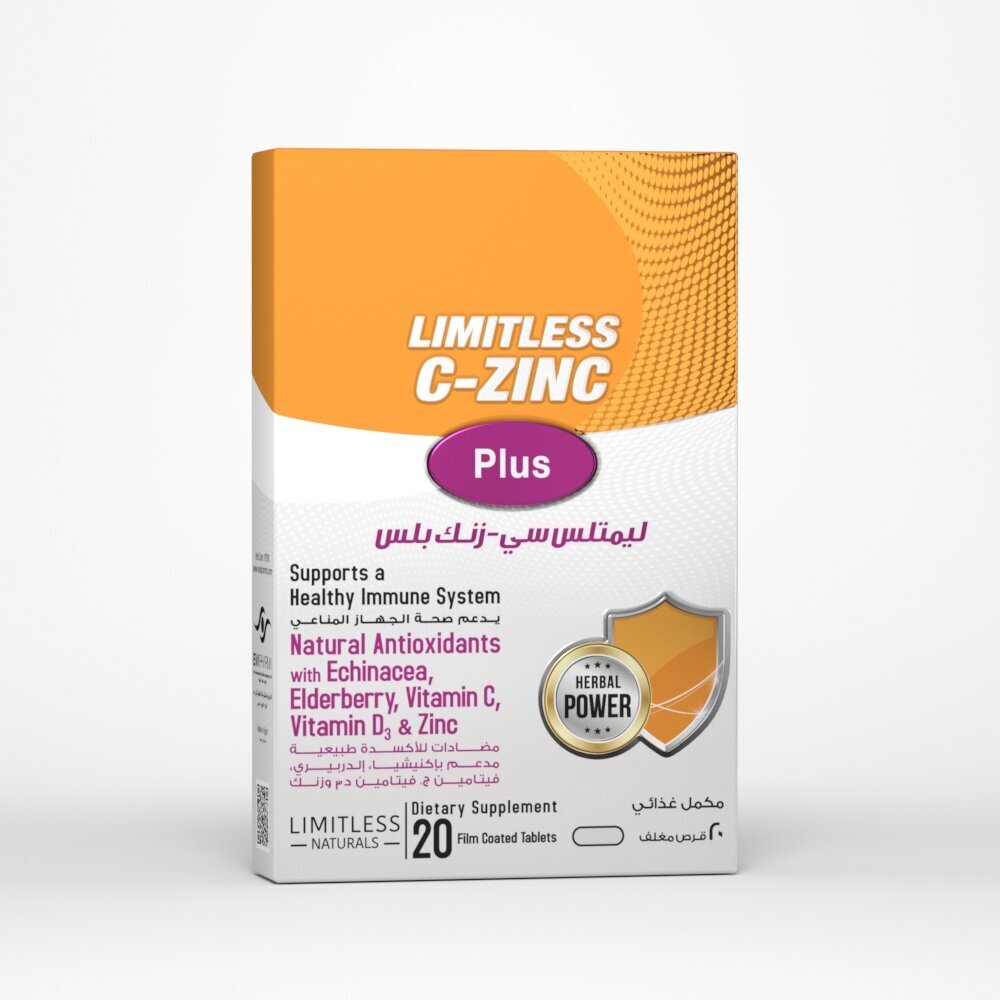 LIMITLESS
C-ZINC
Plus
ليمتلس سي-زنك بلس
Supports a
Healthy Immune System
يدعم صحة الجهاز المناعي
Natural Antioxidants
with Echinacea,
Elderberry, Vitamin C,
Vitamin D₃ & Zinc
مضادات للأكسدة طبيعية
مدعم بإكنيشيا، إلدربيري،
فيتامين ج، فيتامين د٣ وزنك
HERBAL
POWER
LIMITLESS
NATURALS
Dietary Supplement
20 Film Coated Tablets
مكمل غذائي
٢٠ قرص مغلف